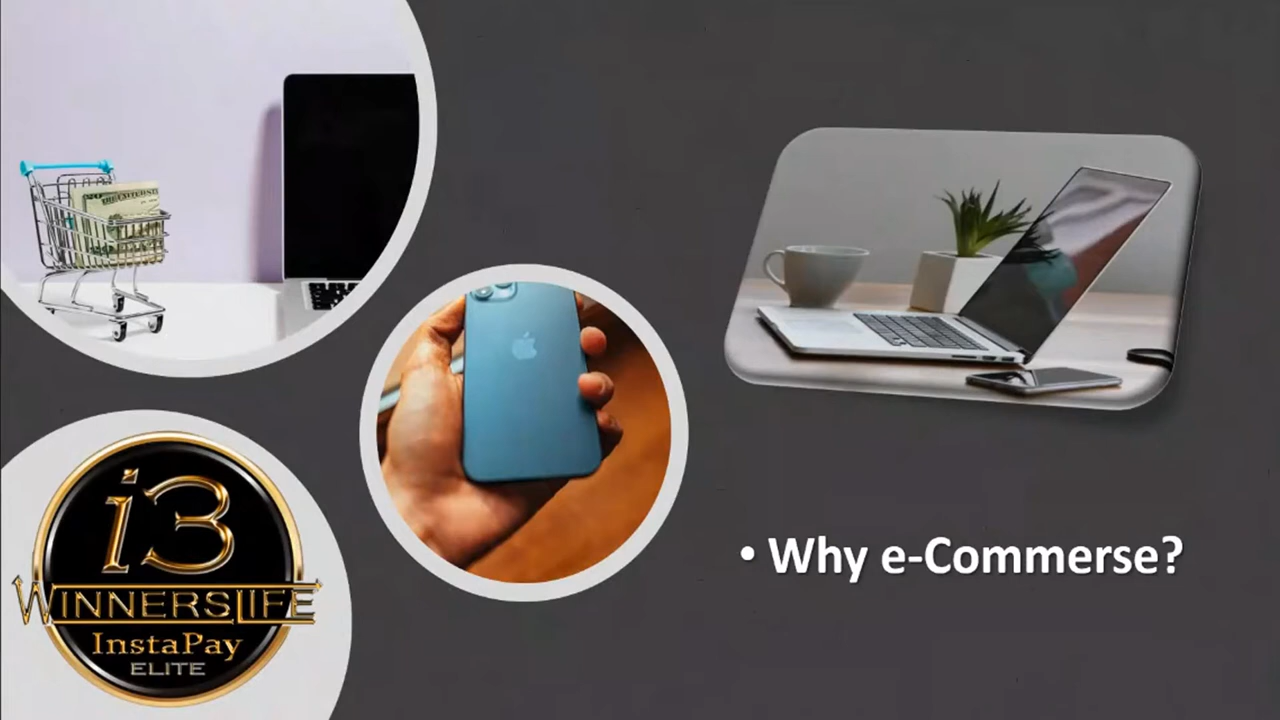 i3
WINNERSLIFE
InstaPay
ELITE
• Why e-Commerse?